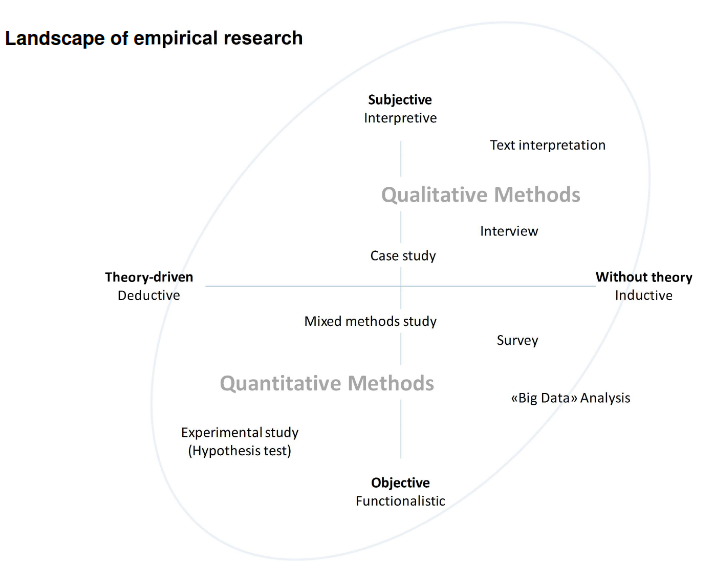 Landscape of empirical research
Subjective
Interpretive
Text interpretation
Qualitative Methods
Interview
Case study
Theory-driven
Deductive
Without theory
Inductive
Mixed methods study
Survey
Quantitative Methods
«Big Data» Analysis
Experimental study
(Hypothesis test)
Objective
Functionalistic